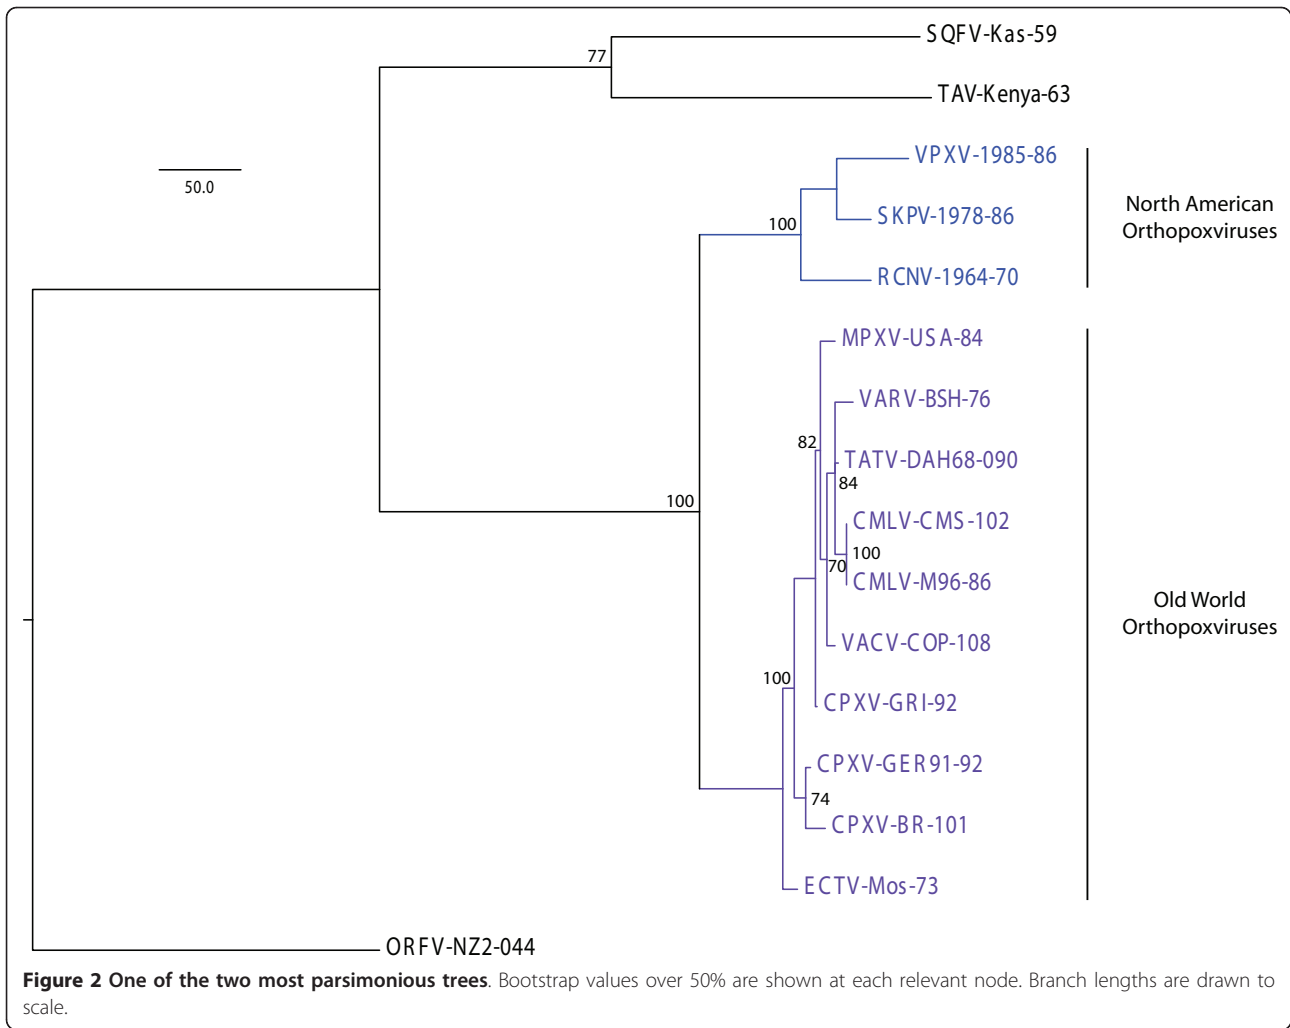 SQFV-Kas-59
77
TAV-Kenya-63
VPXV-1985-86
50.0
North American
Orthopoxviruses
SKPV-1978-86
100
RCNV-1964-70
MPXV-USA-84
VARV-BSH-76
82
TATV-DAH68-090
84
100
CMLV-CMS-102
100
70
CMLV-M96-86
Old World
Orthopoxviruses
VACV-COP-108
100
CPXV-GRI-92
CPXV-GER91-92
74
CPXV-BR-101
ECTV-Mos-73
ORFV-NZ2-044
Figure 2 One of the two most parsimonious trees. Bootstrap values over 50% are shown at each relevant node. Branch lengths are drawn to
scale.